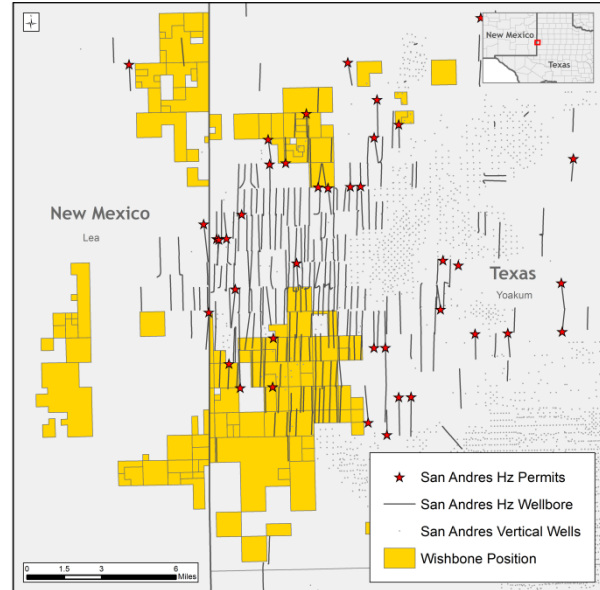 New Mexico
Texas
New Mexico
Lea
Texas
Yoakum
San Andres Hz Permits
San Andres Hz Wellbore
San Andres Vertical Wells
Wishbone Position
0 1.5 3 6
Miles